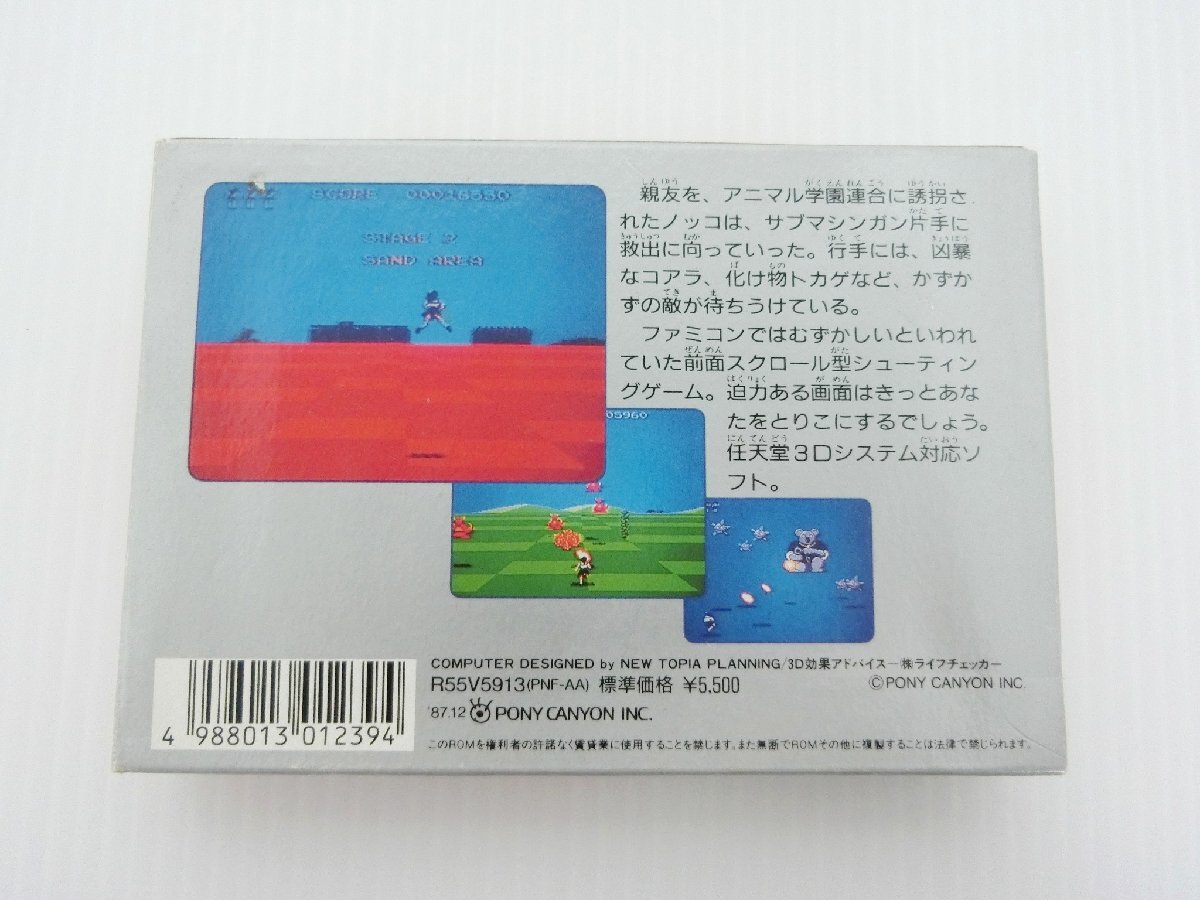 SCORE 00016550
STAGE 2
SAND AREA
05960
親友を、アニマル学園連合に誘拐さ
れたノッコは、サブマシンガン片手に
救出に向っていった。行手には、凶暴
なコアラ、化け物トカゲなど、かずか
ずの敵が待ちうけている。
ファミコンではむずかしいといわれ
ていた前面スクロール型シューティン
グゲーム。迫力ある画面はきっとあな
たをとりこにするでしょう。
任天堂3Dシステム対応ソ
フト。
COMPUTER DESIGNED by NEW TOPIA PLANNING/3D効果アドバイスー㈱ライフチェッカー
R55V5913(PNF-AA) 標準価格 ¥5,500
©PONY CANYON INC.
'87.12 PONY CANYON INC.
4 988013 012394
このROMを権利者の許諾なく賃貸業に使用することを禁じます。また無断でROMその他に複製することは法律で禁じられます。